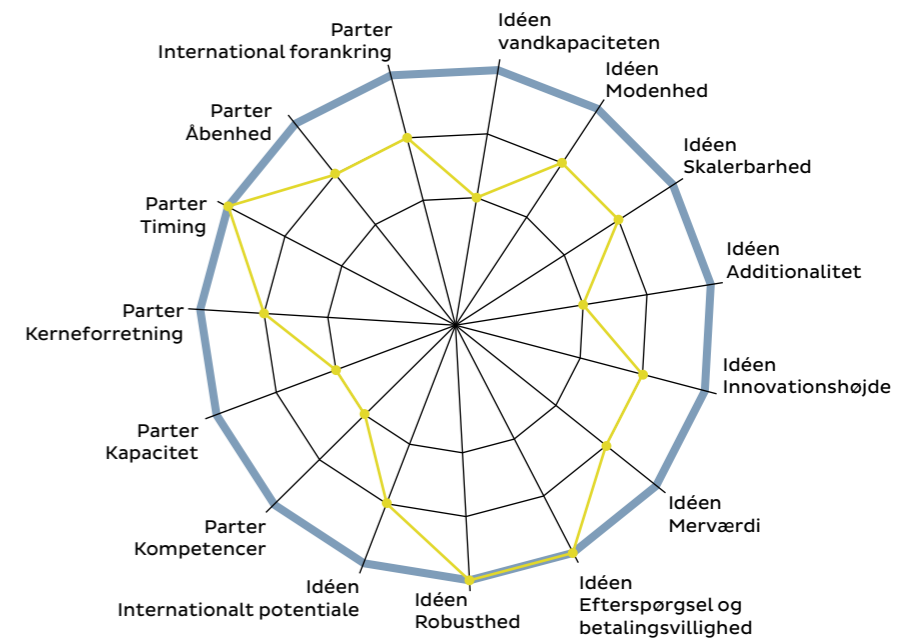 Idéen
vandkapaciteten
Idéen
Modenhed
Idéen
Skalerbarhed
Idéen
Additionalitet
Idéen
Innovationshøjde
Idéen
Merværdi
Idéen
Efterspørgsel og
betalingsvillighed
Idéen
Robusthed
Idéen
Internationalt potentiale
Parter
Kompetencer
Parter
Kapacitet
Parter
Kerneforretning
Parter
Timing
Parter
Åbenhed
Parter
International forankring